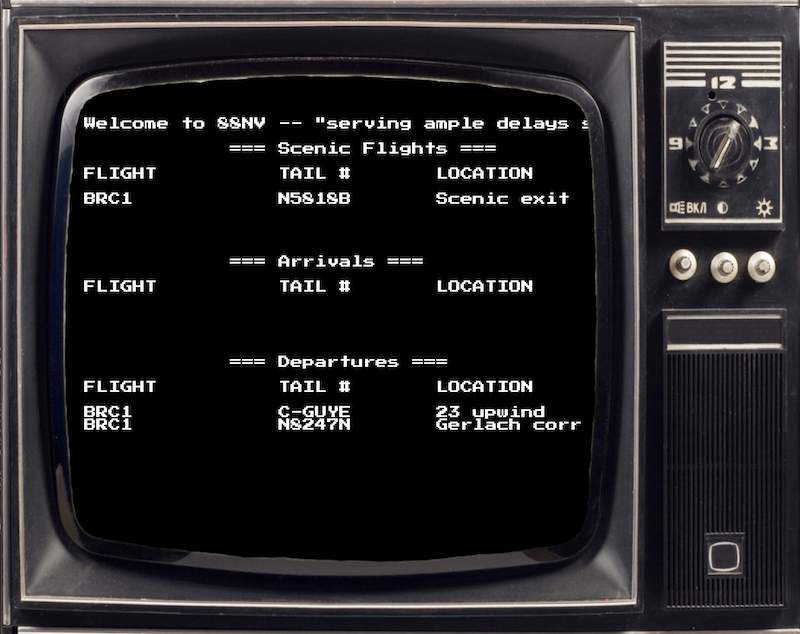 Welcome to 88NV -- "serving ample delays s
=== Scenic Flights ===
FLIGHT TAIL # LOCATION
BRC1 N5818B Scenic exit
=== Arrivals ===
FLIGHT TAIL # LOCATION
=== Departures ===
FLIGHT TAIL # LOCATION
BRC1 C-GUYE 23 upwind
BRC1 N8247N Gerlach corr
12
9 3
ВКЛ